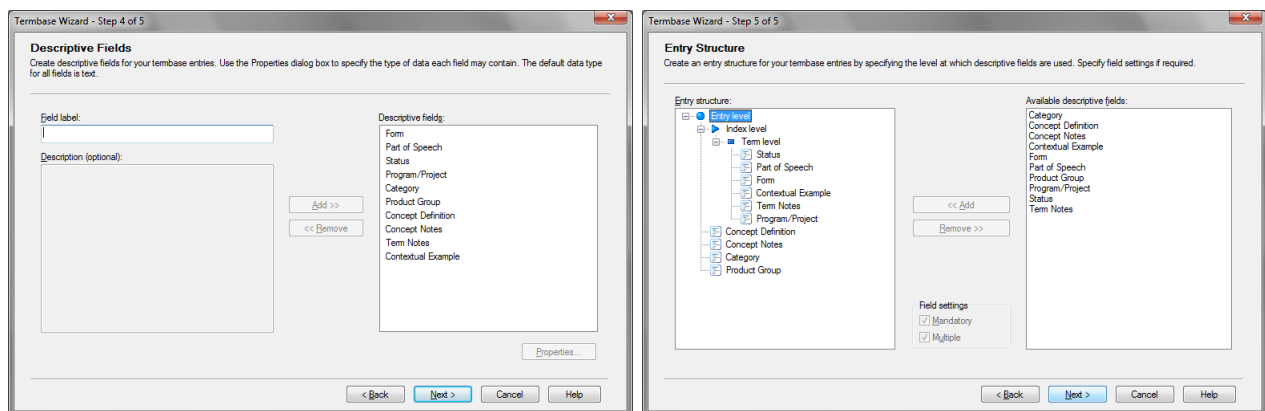 Termbase Wizard - Step 4 of 5
Descriptive Fields
Create descriptive fields for your termbase entries. Use the Properties dialog box to specify the type of data each field may contain. The default data type
for all fields is text.
Field label:
Description (optional):
Add >>
<< Remove
Descriptive fields:
Form
Part of Speech
Status
Program/Project
Category
Product Group
Concept Definition
Concept Notes
Term Notes
Contextual Example
Properties...
< Back
Next >
Cancel
Help
Termbase Wizard - Step 5 of 5
Entry Structure
Create an entry structure for your termbase entries by specifying the level at which descriptive fields are used. Specify field settings if required.
Entry structure:
Entry level
Index level
Term level
Status
Part of Speech
Form
Contextual Example
Term Notes
Program/Project
Concept Definition
Concept Notes
Category
Product Group
<< Add
Remove >>
Field settings
Mandatory
Multiple
Available descriptive fields:
Category
Concept Definition
Concept Notes
Contextual Example
Form
Part of Speech
Product Group
Program/Project
Status
Term Notes
< Back
Next >
Cancel
Help